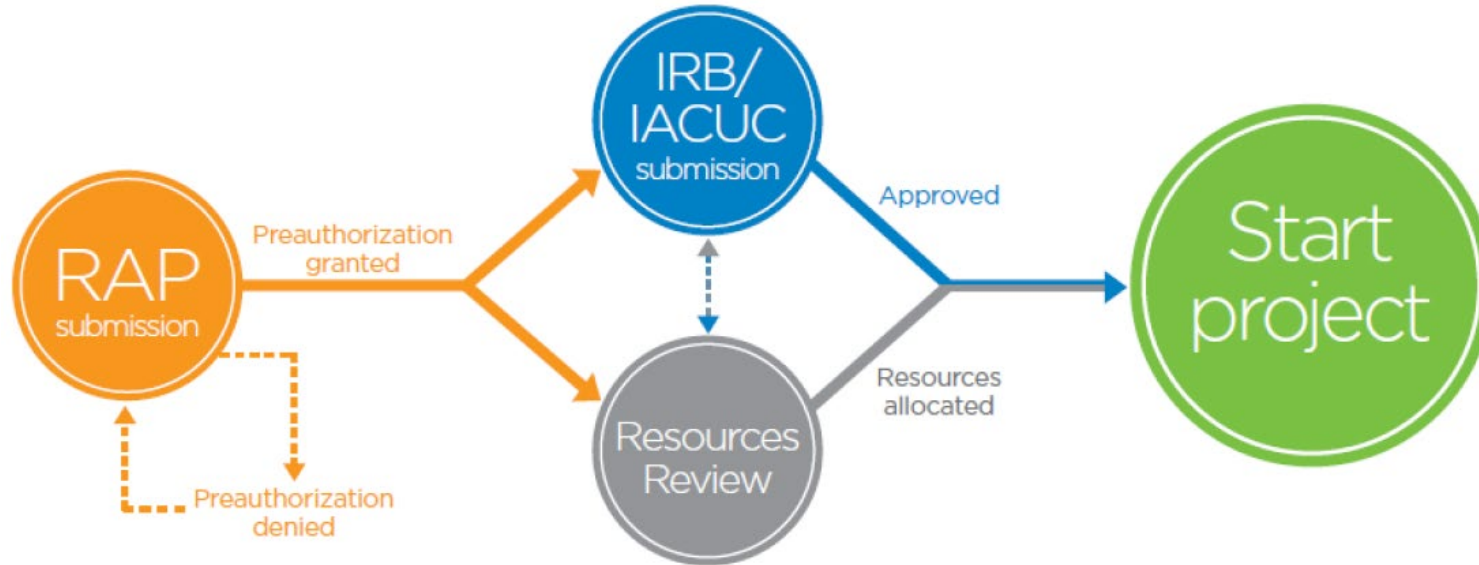 RAP
submission
Preauthorization
granted
Preauthorization
denied
IRB/
IACUC
submission
Resources
Review
Approved
Resources
allocated
Start
project